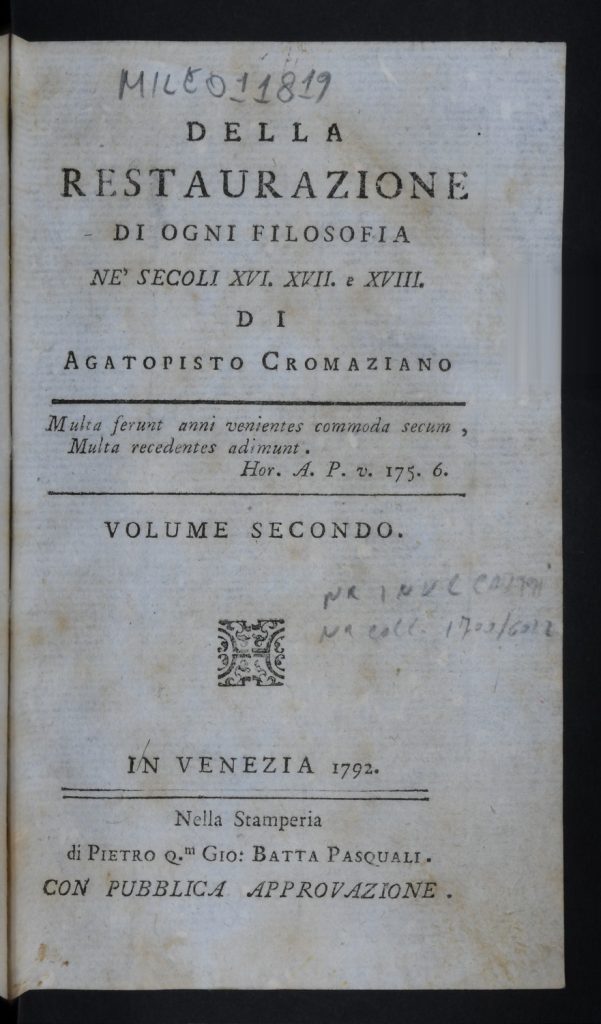 MILEO11819
DELLA
RESTAURAZIONE
DI OGNI FILOSOFIA
NE' SECOLI XVI. XVII. e XVIII.
DI
AGATOPISTO CROMAZIANO
Multa ferunt anni venientes commoda secum,
Multa recedentes adimunt.
Hor. A. P. v. 175. 6.
VOLUME SECONDO.
IN VENEZIA 1792.
Nella Stamperia
di PIETRO Q.m GIO: BATTA PASQUALI.
CON PUBBLICA APPROVAZIONE.